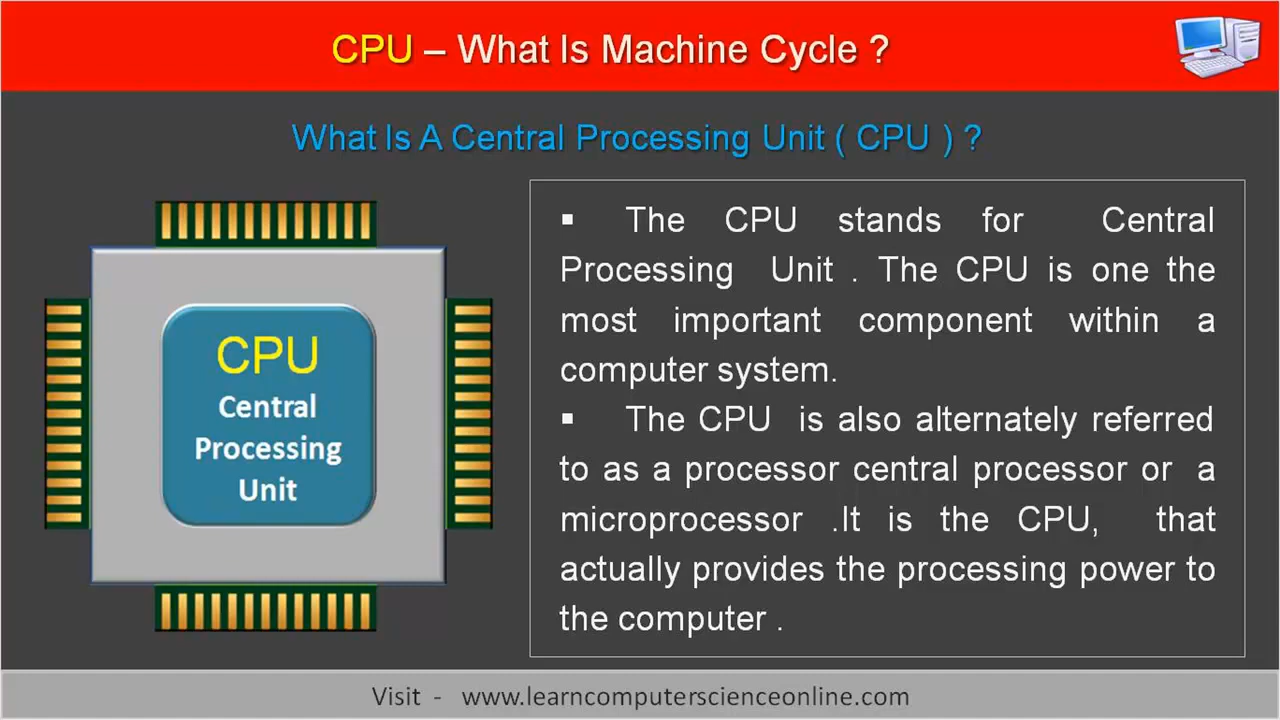 CPU – What Is Machine Cycle ?
What Is A Central Processing Unit ( CPU ) ?
CPU
Central
Processing
Unit
▪ The CPU stands for Central
Processing Unit . The CPU is one the
most important component within a
computer system.
▪ The CPU is also alternately referred
to as a processor central processor or a
microprocessor .It is the CPU, that
actually provides the processing power to
the computer .
Visit - www.learncomputerscienceonline.com